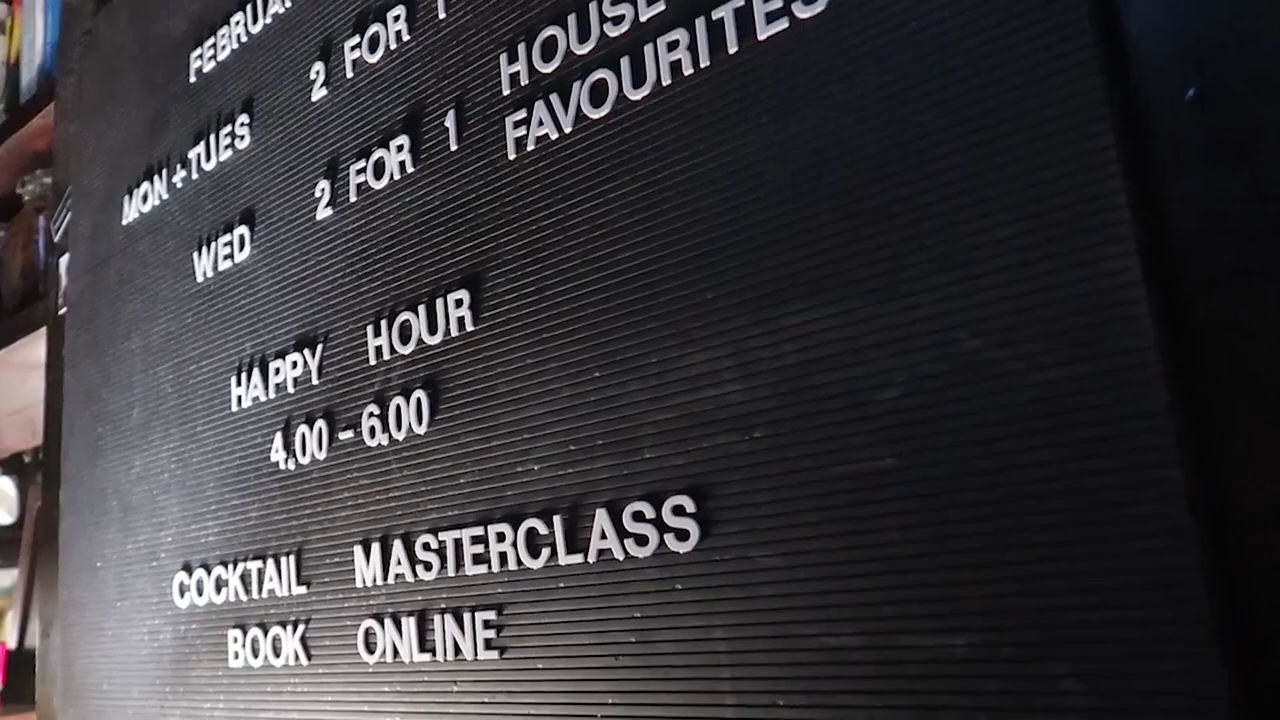 2 FOR
MON+TUES 2 FOR 1 HOUSE
WED FAVOURITES
HAPPY HOUR
4.00-6.00
COCKTAIL MASTERCLASS
BOOK ONLINE